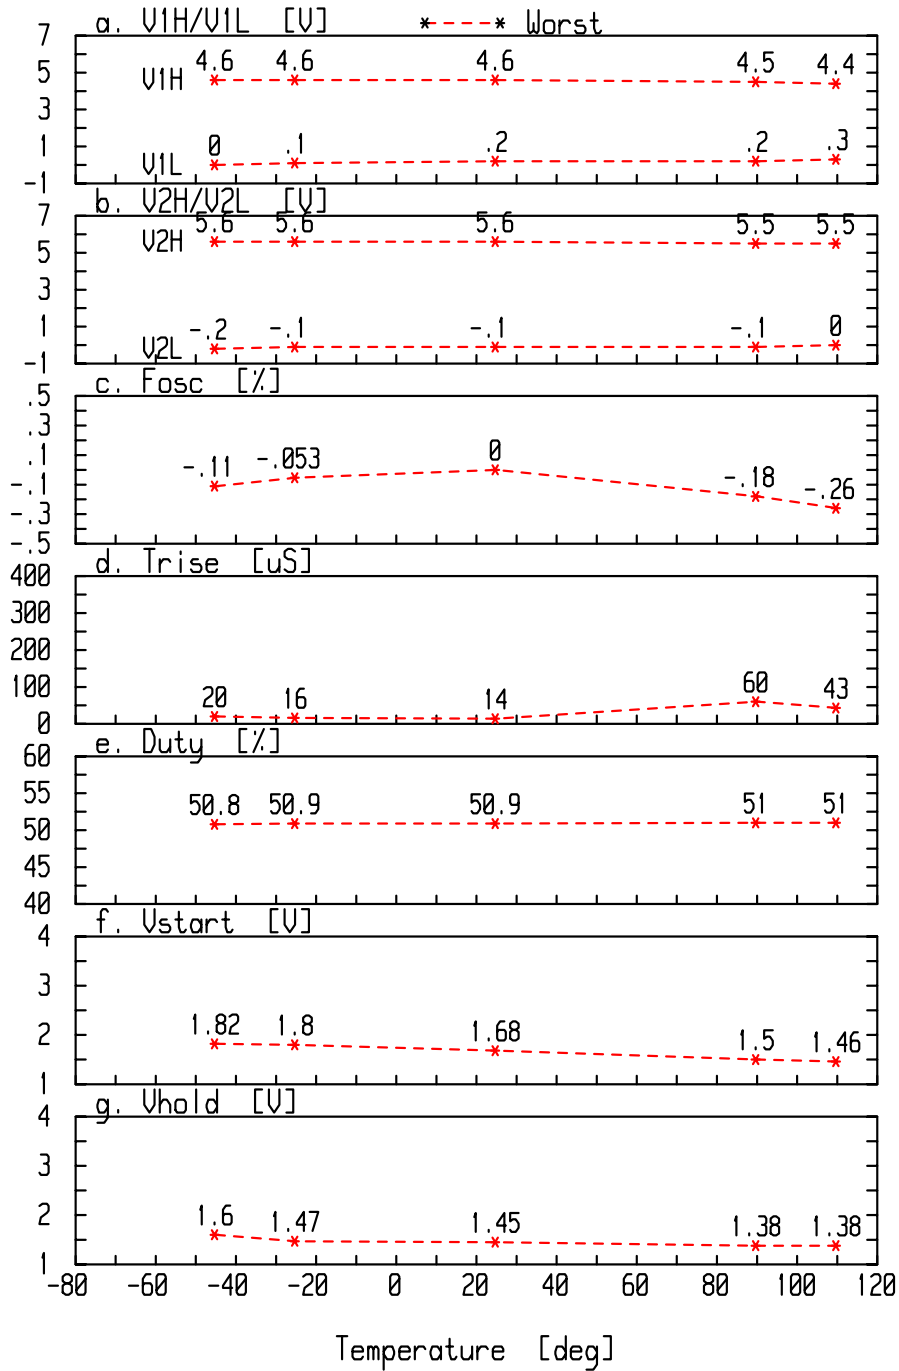 a. V1H/V1L [V]
*-----* Worst
7
5
3
1
-1
V1H
4.6 4.6 4.6 4.5 4.4
V1L
0 .1 .2 .2 .3
b. V2H/V2L [V]
7
5
3
1
-1
V2H
5.6 5.6 5.6 5.5 5.5
V2L
-.2 -.1 -.1 -.1 0
c. Fosc [%]
.5
.3
.1
-.1
-.3
-.5
-.11 -.053 0 -.18 -.26
d. Trise [uS]
400
300
200
100
0
20 16 14 60 43
e. Duty [%]
60
55
50
45
40
50.8 50.9 50.9 51 51
f. Vstart [V]
4
3
2
1
1.82 1.8 1.68 1.5 1.46
g. Vhold [V]
4
3
2
1
1.6 1.47 1.45 1.38 1.38
-80 -60 -40 -20 0 20 40 60 80 100 120
Temperature [deg]